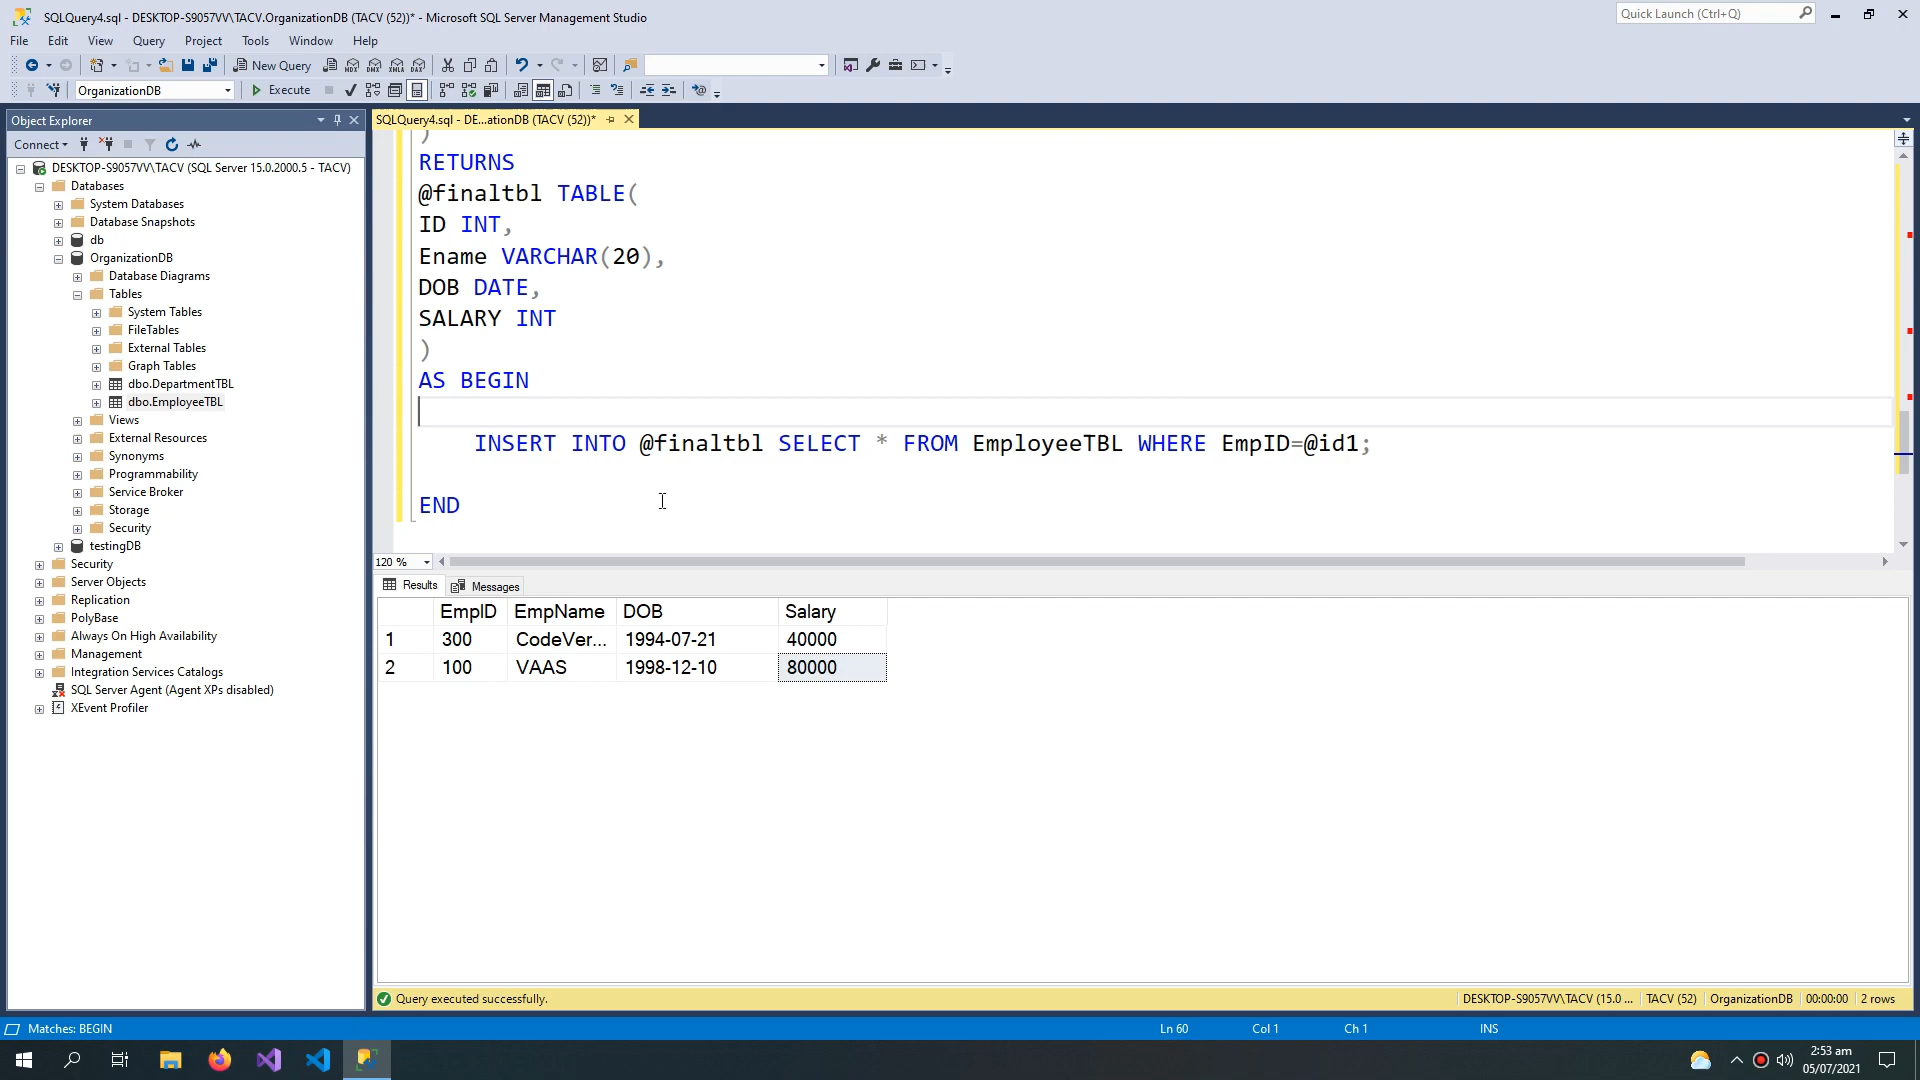 SQLQuery4.sql - DESKTOP-S9057VV\TACV.OrganizationDB (TACV (52))* - Microsoft SQL Server Management Studio
Quick Launch (Ctrl+Q)
File Edit View Query Project Tools Window Help
New Query
OrganizationDB
Execute
Object Explorer
SQLQuery4.sql - DE...ationDB (TACV (52))*
Connect
DESKTOP-S9057VV\TACV (SQL Server 15.0.2000.5 - TACV)
Databases
System Databases
Database Snapshots
db
OrganizationDB
Database Diagrams
Tables
System Tables
FileTables
External Tables
Graph Tables
dbo.DepartmentTBL
dbo.EmployeeTBL
Views
External Resources
Synonyms
Programmability
Service Broker
Storage
Security
testingDB
Security
Server Objects
Replication
PolyBase
Always On High Availability
Management
Integration Services Catalogs
SQL Server Agent (Agent XPs disabled)
XEvent Profiler
)
RETURNS
@finaltbl TABLE(
ID INT,
Ename VARCHAR(20),
DOB DATE,
SALARY INT
)
AS BEGIN
INSERT INTO @finaltbl SELECT * FROM EmployeeTBL WHERE EmpID=@id1;
END
120 %
Results Messages
EmpID EmpName DOB Salary
1 300 CodeVer... 1994-07-21 40000
2 100 VAAS 1998-12-10 80000
Query executed successfully.
DESKTOP-S9057VV\TACV (15.0 ... TACV (52) OrganizationDB 00:00:00 2 rows
Matches: BEGIN
Ln 60 Col 1 Ch 1 INS
2:53 am
05/07/2021